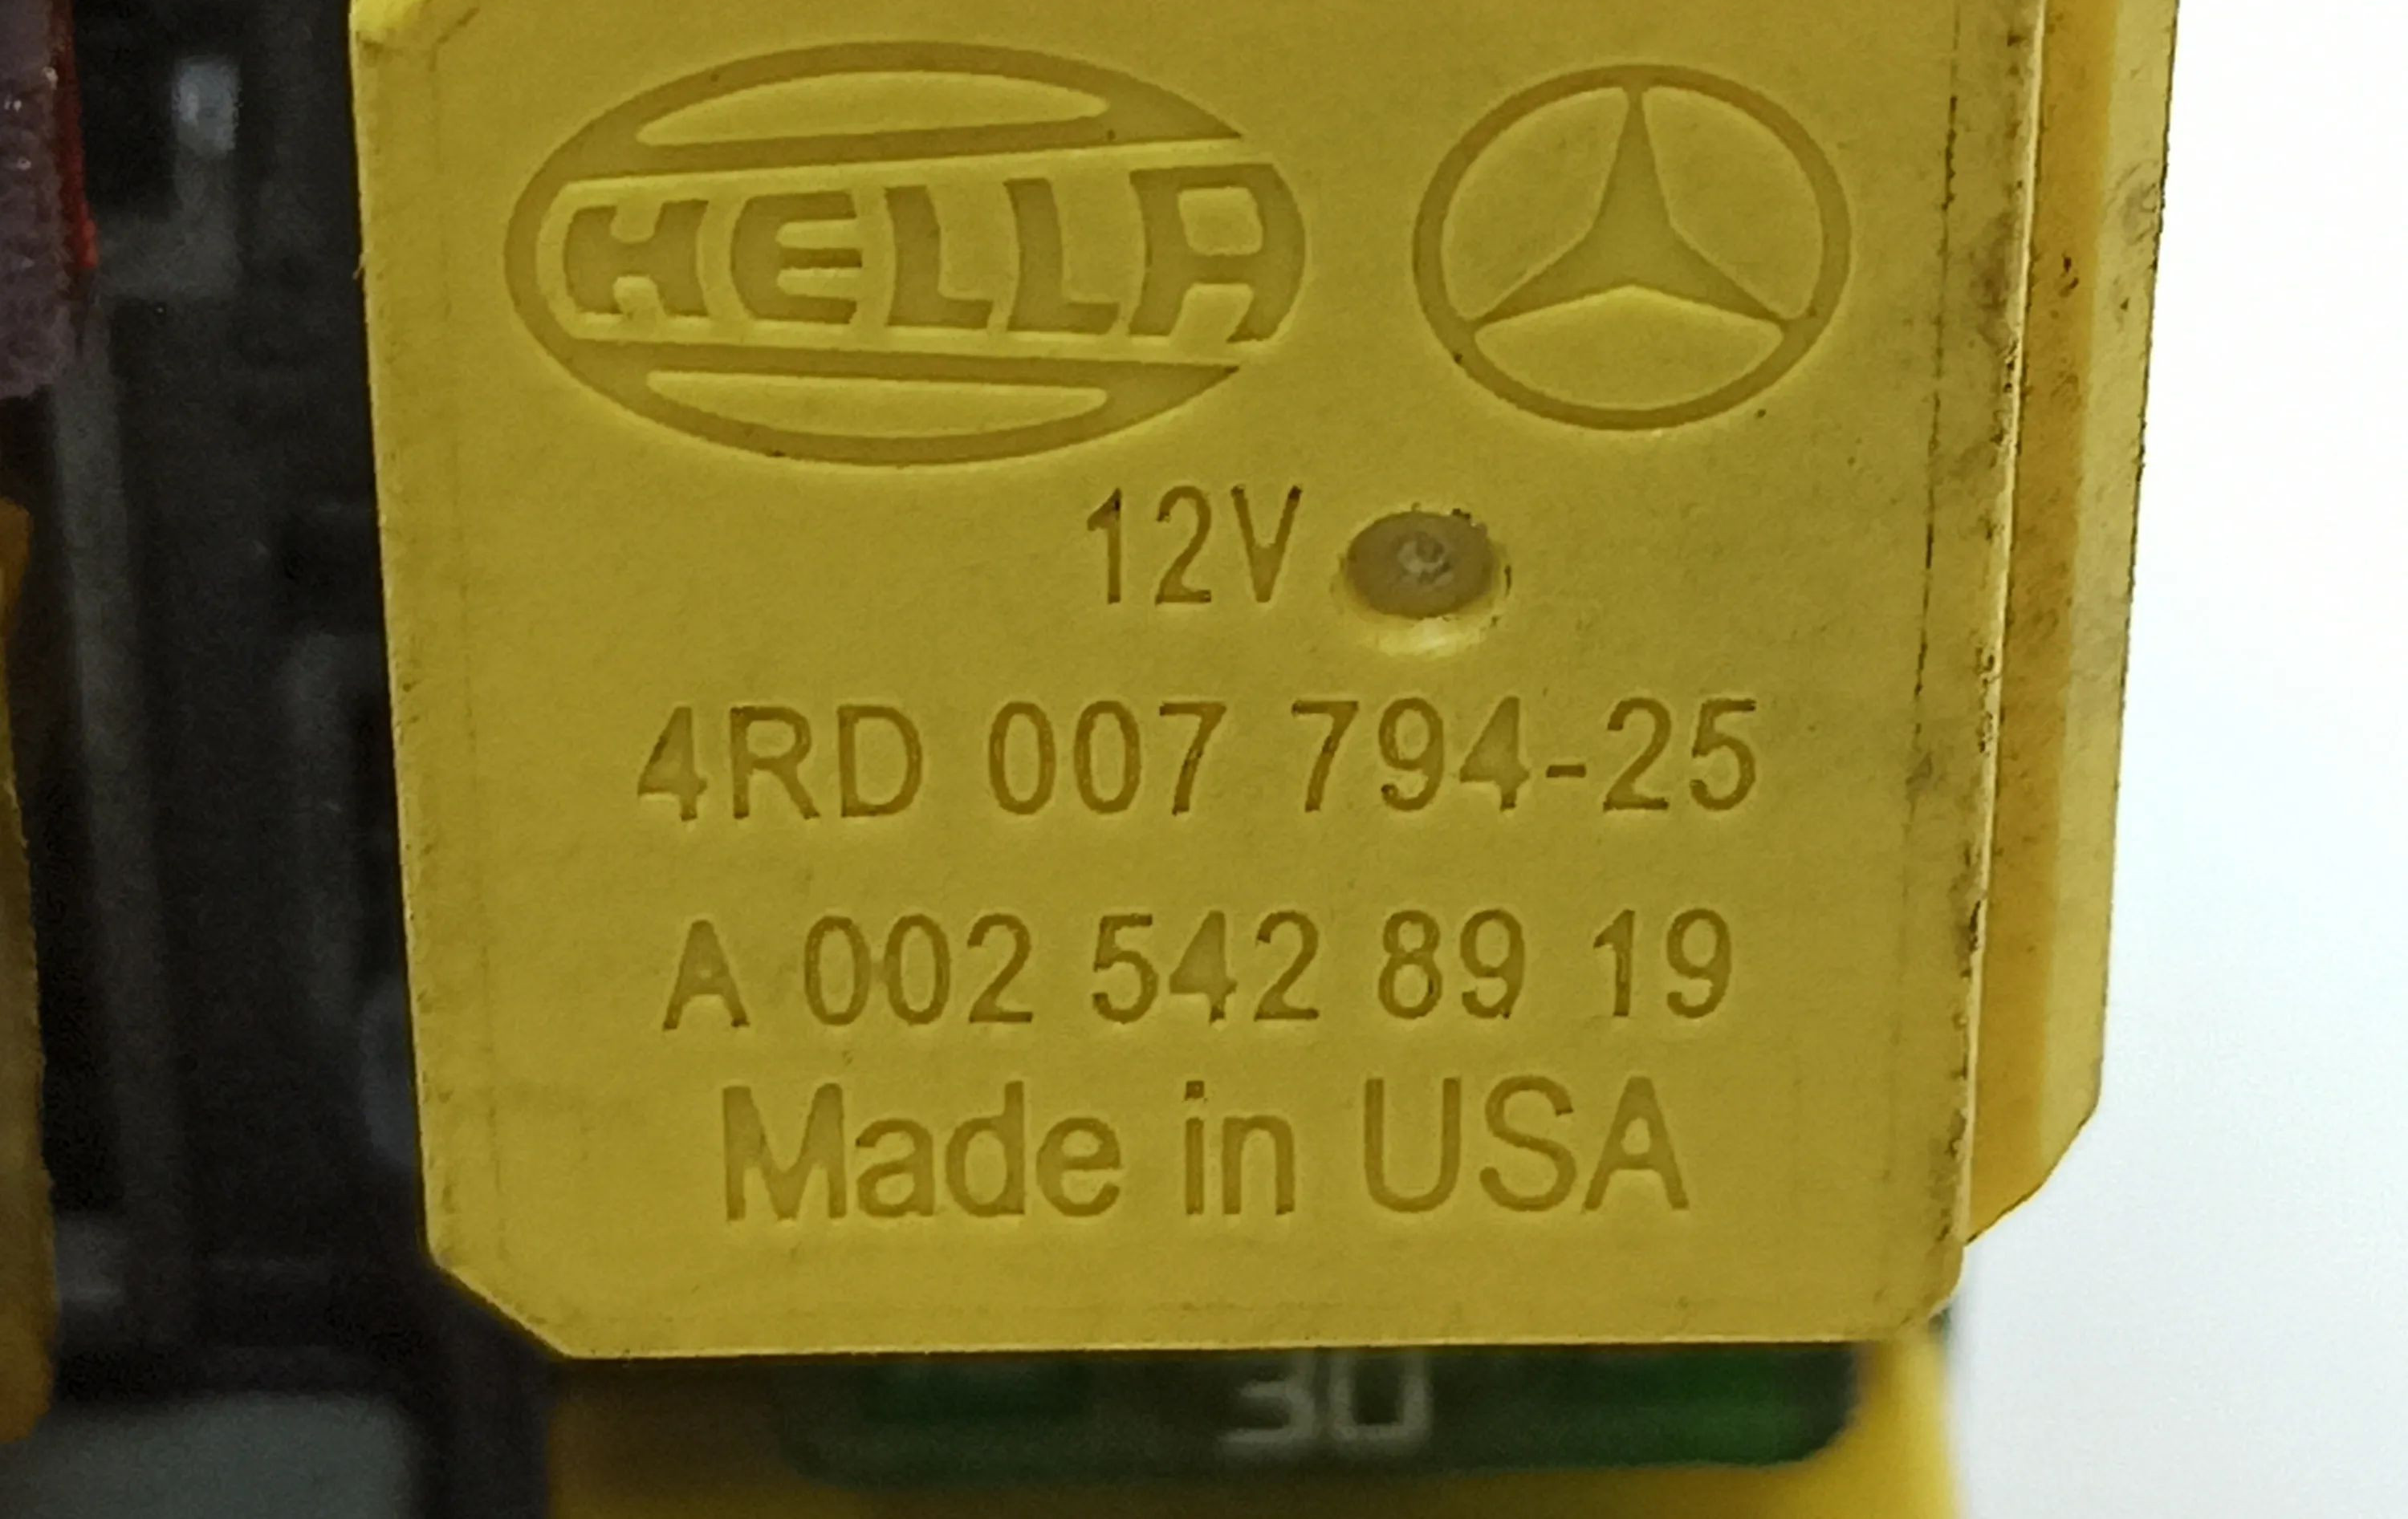 HELLA
12V
4RD 007 794-25
A 002 542 89 19
Made in USA
30